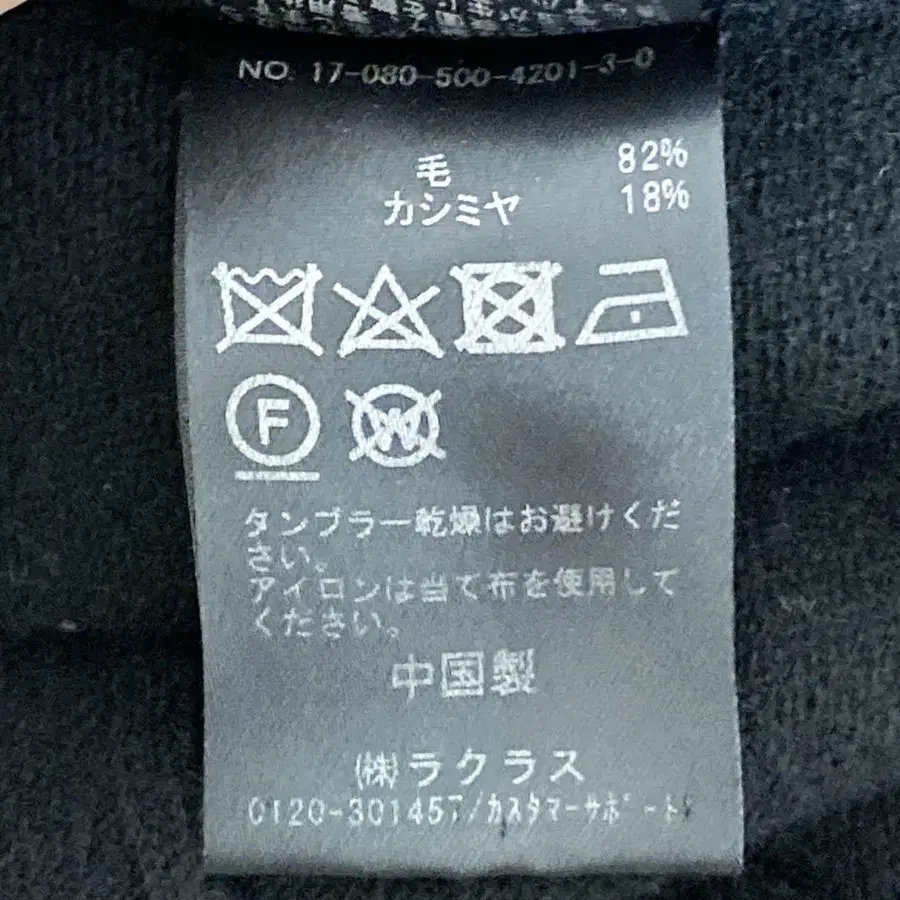 NO. 17-080-500-4201-3-0
毛 82%
カシミヤ 18%
F
W
タンブラー乾燥はお避けくだ
さい。
アイロンは当て布を使用して
ください。
中国製
㈱ラクラス
0120-301457/カスタマーサポート